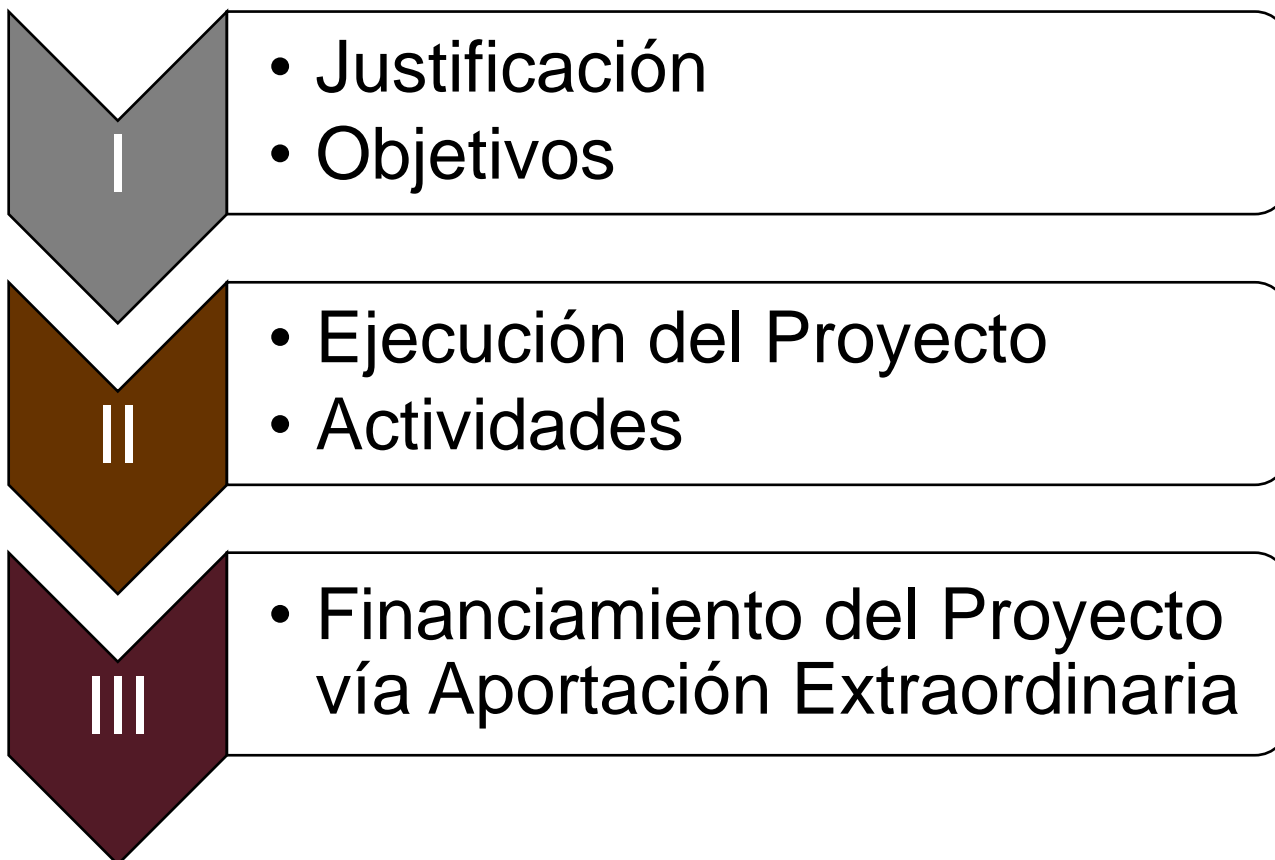 I
• Justificación
• Objetivos
II
• Ejecución del Proyecto
• Actividades
III
• Financiamiento del Proyecto
vía Aportación Extraordinaria